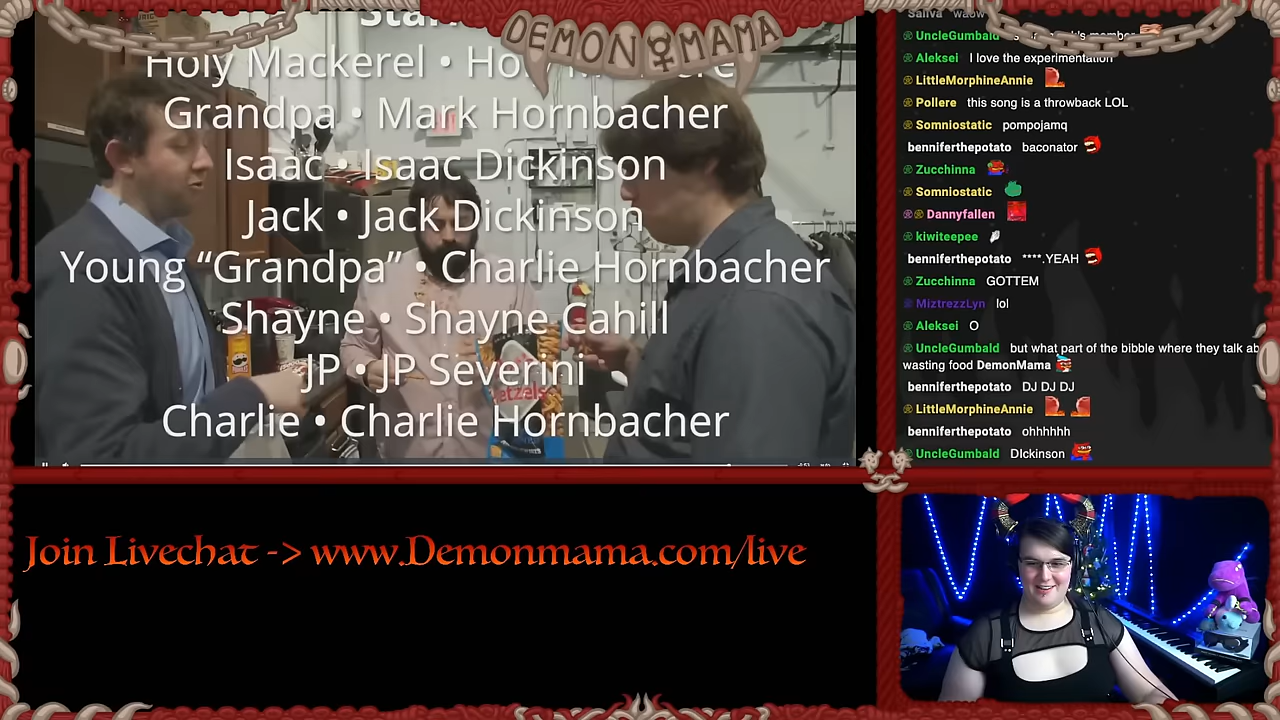 DEMON MAMA
Holy Mackerel •
Grandpa • Mark Hornbacher
Isaac • Isaac Dickinson
Jack • Jack Dickinson
Young “Grandpa” • Charlie Hornbacher
Shayne • Shayne Cahill
JP • JP Severini
Charlie • Charlie Hornbacher
Saliva waow
UncleGumbald
Aleksei I love the experimentation
LittleMorphineAnnie
Pollere this song is a throwback LOL
Somniostatic pompojamq
benniferthepotato baconator
Zucchinna
Somniostatic
Dannyfallen
kiwiteepee
benniferthepotato ****.YEAH
Zucchinna GOTTEM
MiztrezzLyn lol
Aleksei O
UncleGumbald but what part of the bibble where they talk ab
wasting food DemonMama
benniferthepotato DJ DJ DJ
LittleMorphineAnnie
benniferthepotato ohhhhhh
UncleGumbald DIckinson
Join Livechat -> www.Demonmama.com/live